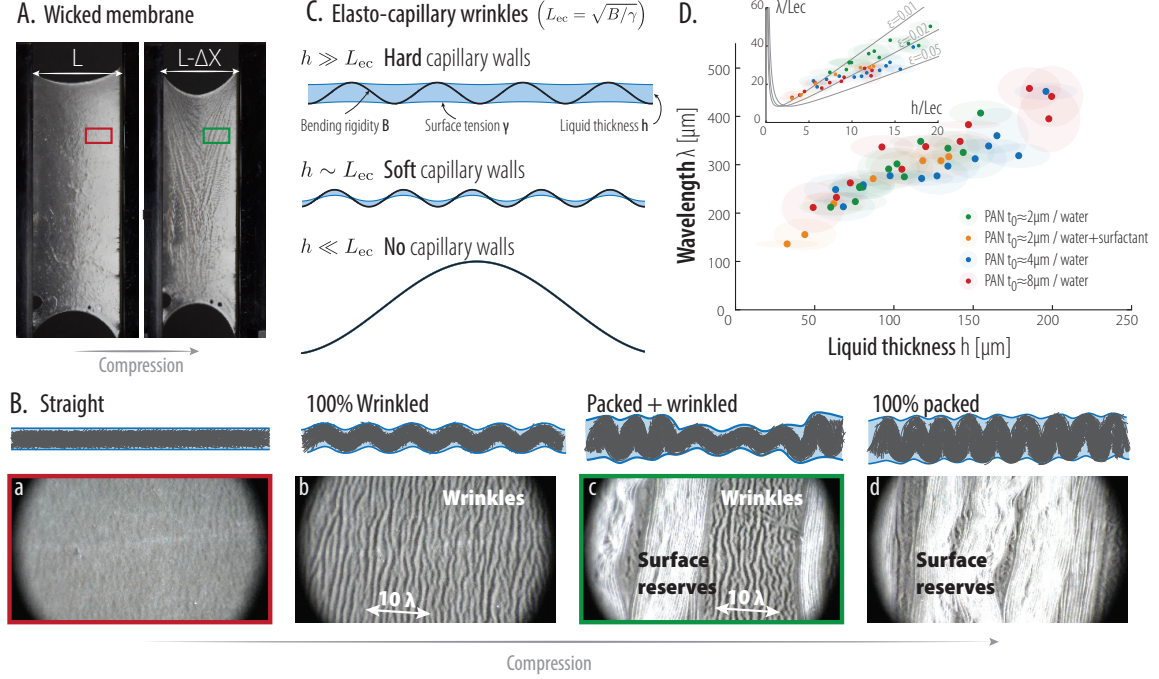 A. Wicked membrane
L
L-ΔX
Compression
C. Elasto-capillary wrinkles (L_ec = √B/γ)
h ≫ L_ec Hard capillary walls
Bending rigidity B
Surface tension γ
Liquid thickness h
h ∼ L_ec Soft capillary walls
h ≪ L_ec No capillary walls
D.
λ/Lec
60
40
20
0
ε=0.01
ε=0.02
ε=0.05
h/Lec
0 5 10 15 20
Wavelength λ [μm]
500
400
300
200
100
0
PAN t₀≈2μm / water
PAN t₀≈2μm / water+surfactant
PAN t₀≈4μm / water
PAN t₀≈8μm / water
0 50 100 150 200 250
Liquid thickness h [μm]
B. Straight
100% Wrinkled
Packed + wrinkled
100% packed
a
b
Wrinkles
10 λ
c
Wrinkles
Surface
reserves
10 λ
d
Surface
reserves
Compression